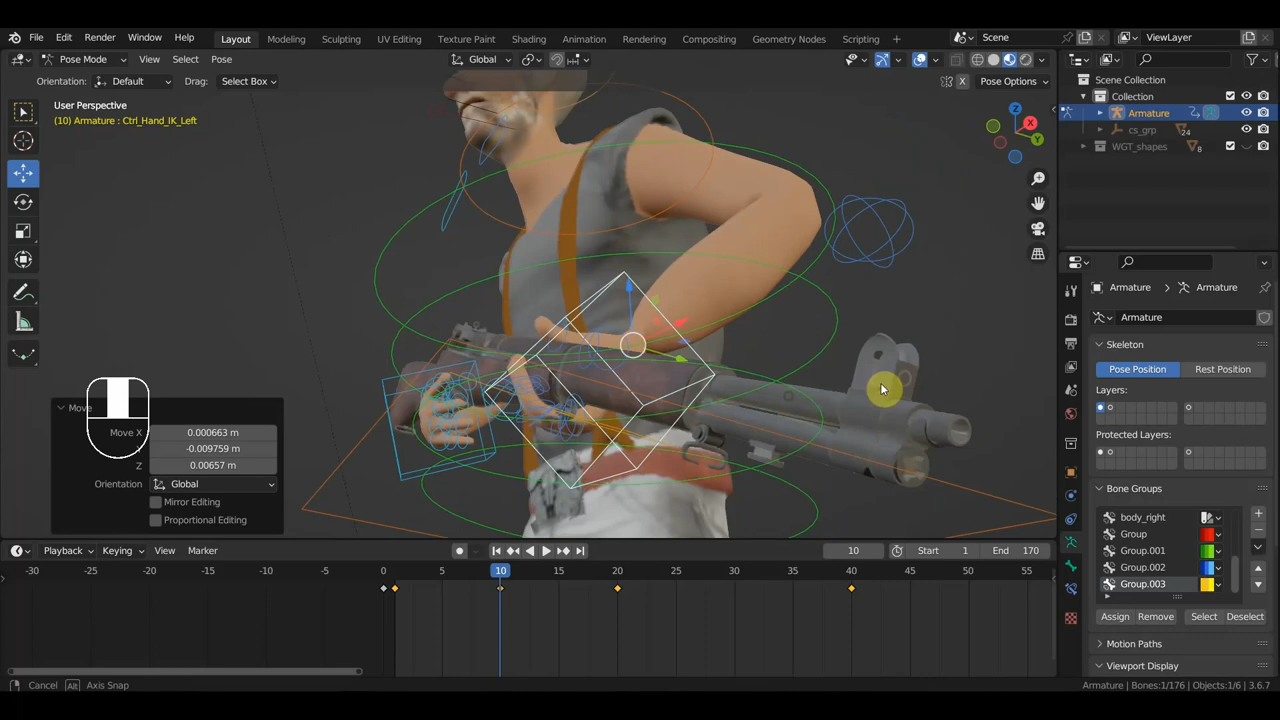 File Edit Render Window Help Layout Modeling Sculpting UV Editing Texture Paint Shading Animation Rendering Compositing Geometry Nodes Scripting + Scene ViewLayer
Pose Mode View Select Pose Global Pose Options
Orientation: Default Drag: Select Box X
Scene Collection
Collection
Armature
cs_grp 24
WGT_shapes 8
User Perspective
(10) Armature : Ctrl_Hand_IK_Left
X
Y
Z
Armature > Armature
Armature
Skeleton
Pose Position Rest Position
Layers:
Protected Layers:
Bone Groups
body_right
Group
Group.001
Group.002
Group.003
Assign Remove Select Deselect
Motion Paths
Viewport Display
Move
Move X 0.000663 m
-0.009759 m
Z 0.00657 m
Orientation Global
Mirror Editing
Proportional Editing
Playback Keying View Marker 10 Start 1 End 170
-30 -25 -20 -15 -10 -5 0 5 10 15 20 25 30 35 40 45 50 55
Cancel Alt Axis Snap
Armature | Bones:1/176 | Objects:1/6 | 3.6.7